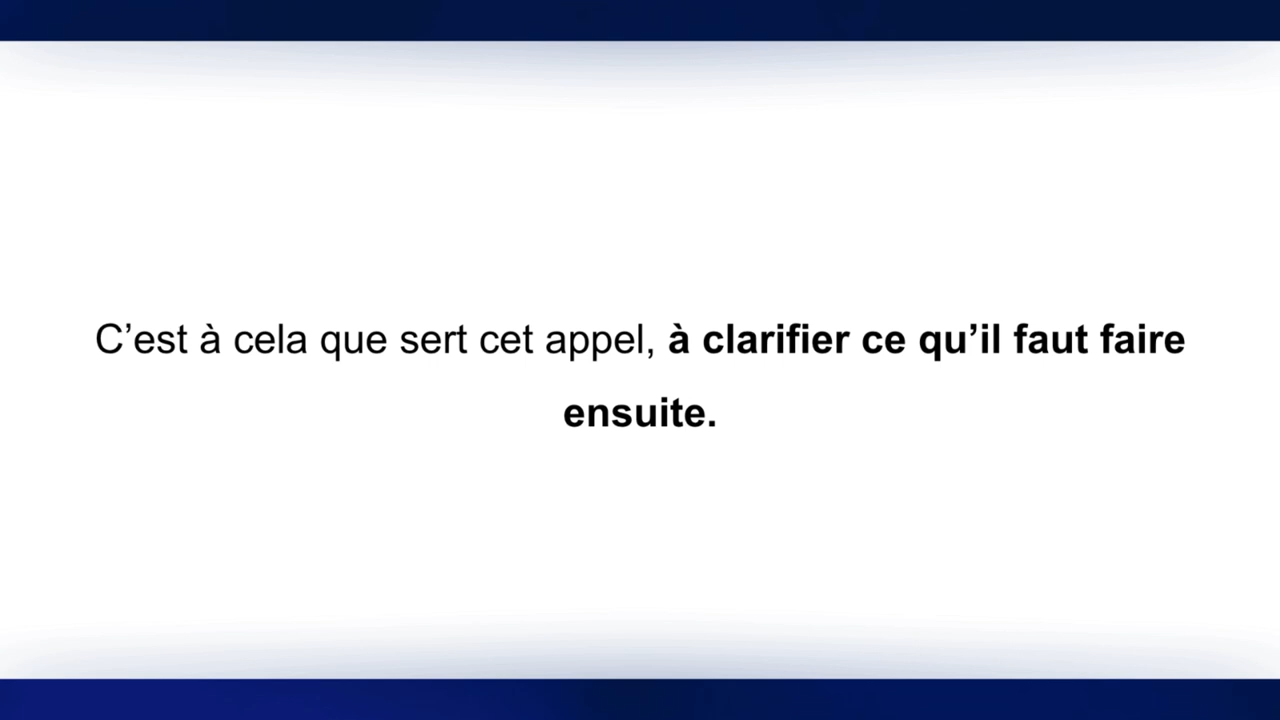 C’est à cela que sert cet appel, à clarifier ce qu’il faut faire
ensuite.